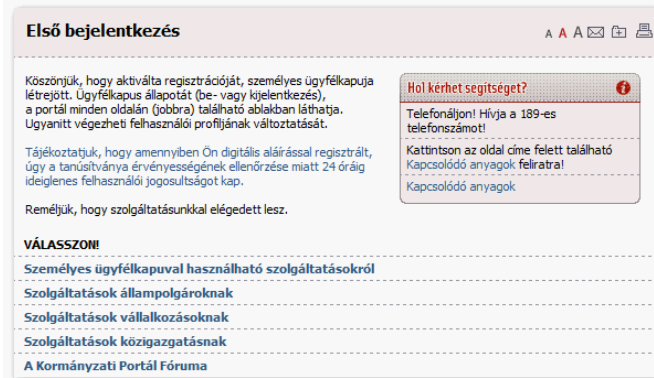 Első bejelentkezés
A A A
Köszönjük, hogy aktiválta regisztrációját, személyes ügyfélkapuja
létrejött. Ügyfélkapus állapotát (be- vagy kijelentkezés),
a portál minden oldalán (jobbra) található ablakban láthatja.
Ugyanitt végezheti felhasználói profiljának változtatását.
Tájékoztatjuk, hogy amennyiben Ön digitális aláírással regisztrált,
úgy a tanúsítványa érvényességének ellenőrzése miatt 24 óráig
ideiglenes felhasználói jogosultságot kap.
Reméljük, hogy szolgáltatásunkkal elégedett lesz.
Hol kérhet segítséget?
Telefonáljon! Hívja a 189-es
telefonszámot!
Kattintson az oldal címe felett található
Kapcsolódó anyagok feliratra!
Kapcsolódó anyagok
VÁLASSZON!
Személyes ügyfélkapuval használható szolgáltatásokról
Szolgáltatások állampolgároknak
Szolgáltatások vállalkozásoknak
Szolgáltatások közigazgatásnak
A Kormányzati Portál Fóruma